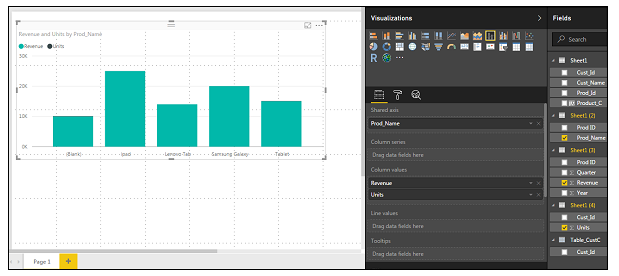 Revenue and Units by Prod_Name
Revenue Units
30K
20K
10K
0K
(Blank) Ipad Lenovo Tab Samsung Galaxy Tablet
Page 1
Visualizations
R
Shared axis
Prod_Name
Column series
Drag data fields here
Column values
Revenue
Units
Line values
Drag data fields here
Tooltips
Drag data fields here
Fields
Search
Sheet1
Cust_Id
Cust_Name
Prod_Id
Product_C
Sheet1 (2)
Prod ID
Prod_Name
Sheet1 (3)
Prod ID
Σ Quarter
Σ Revenue
Σ Year
Sheet1 (4)
Cust_Id
Σ Units
Table_CustC
Cust_Id